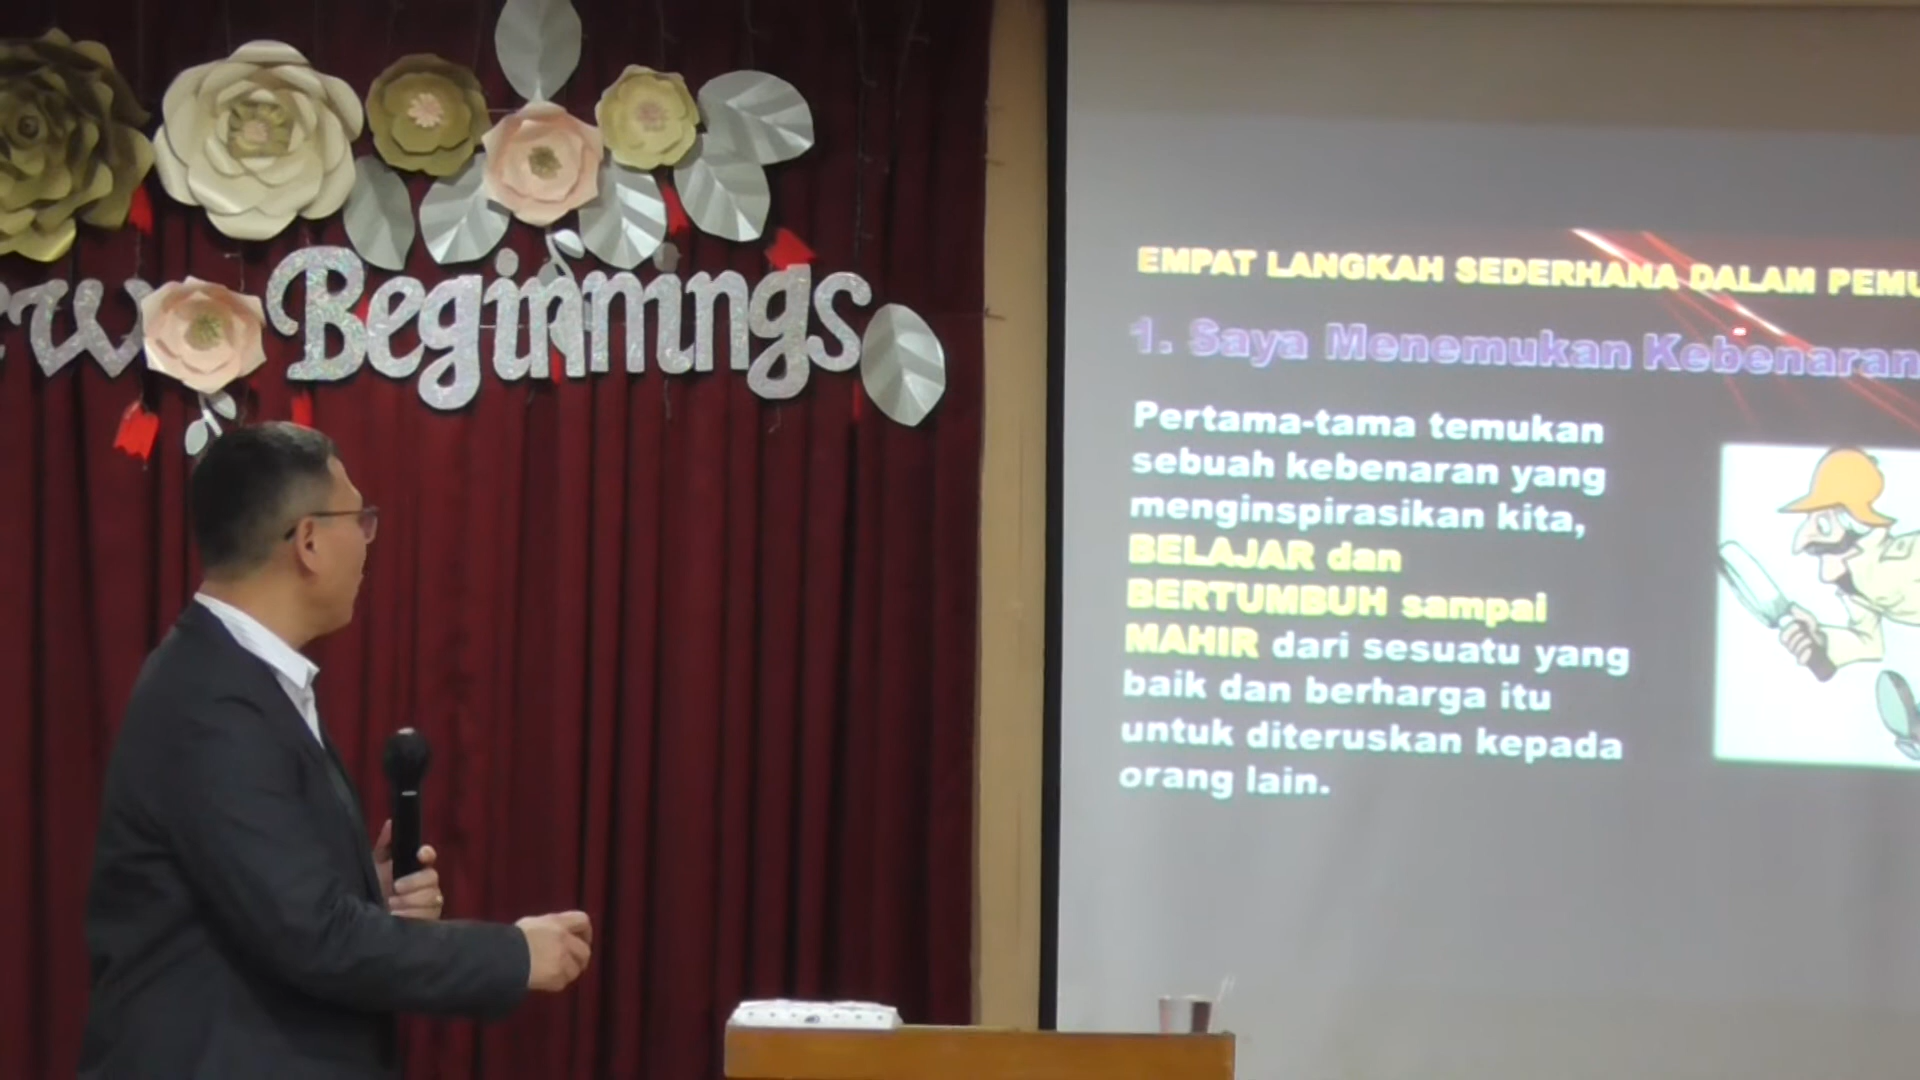 Beginnings
EMPAT LANGKAH SEDERHANA DALAM
1. Saya Menemukan Kebenaran
Pertama-tama temukan
sebuah kebenaran yang
menginspirasikan kita,
BELAJAR dan
BERTUMBUH sampai
MAHIR dari sesuatu yang
baik dan berharga itu
untuk diteruskan kepada
orang lain.